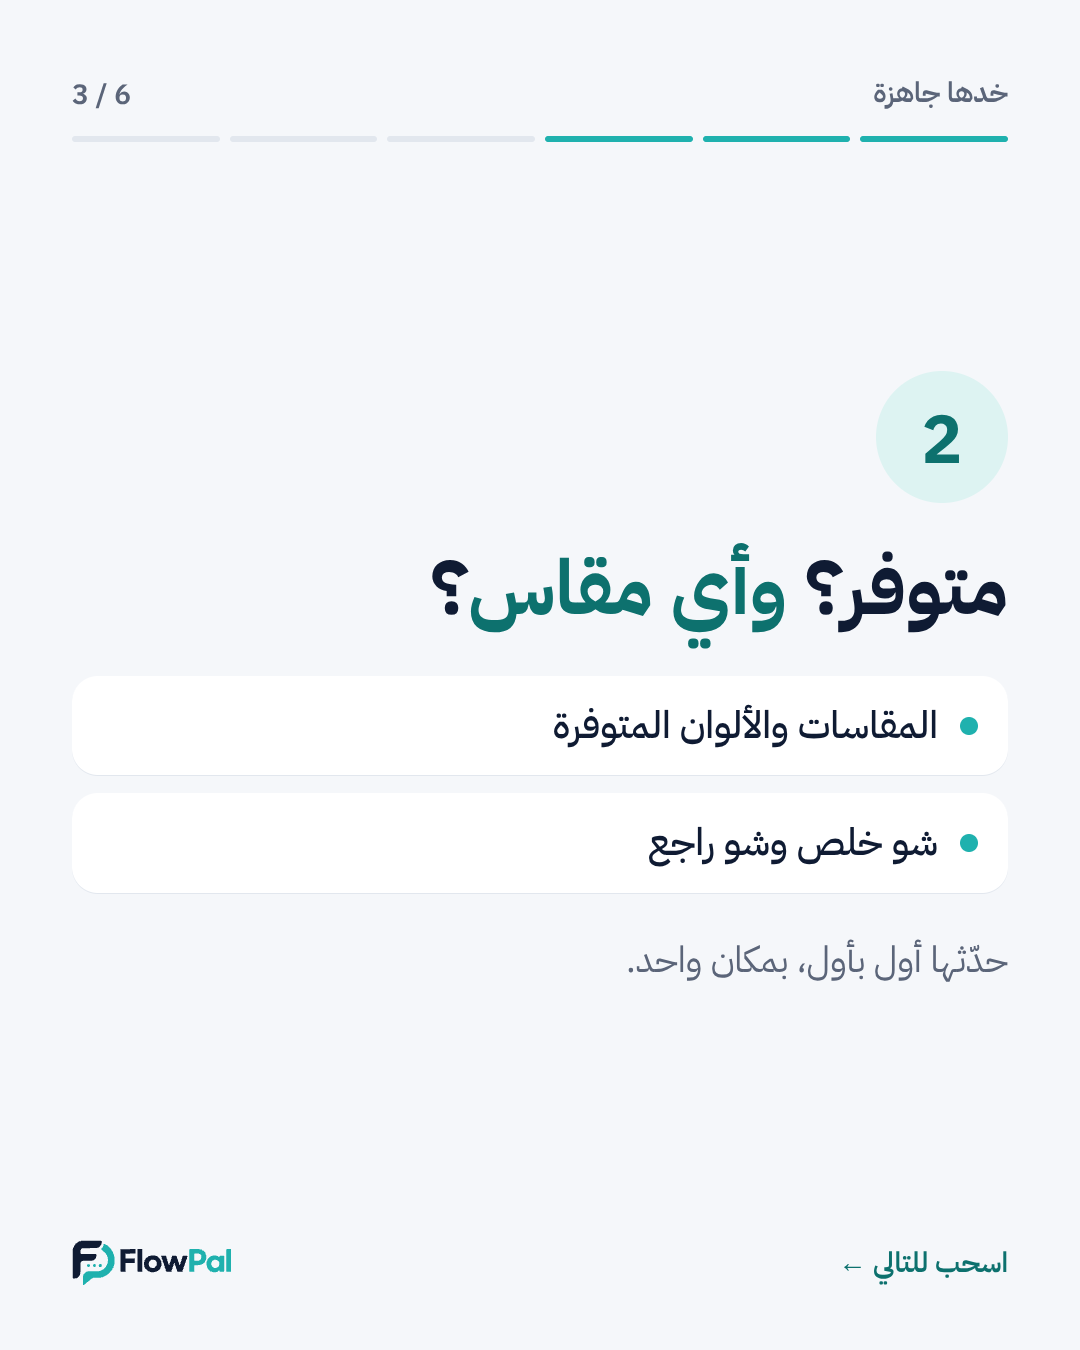 خدها جاهزة
3 / 6
2
متوفر؟ وأي مقاس؟
المقاسات والألوان المتوفرة
شو خلص وشو راجع
حدّثها أول بأول، بمكان واحد.
اسحب للتالي ←
FlowPal